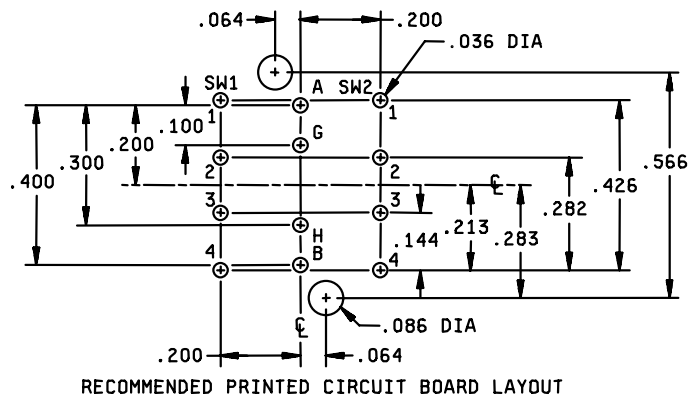 .064
.200
.036 DIA
SW1
A
SW2
1
1
.100
G
.200
.300
.566
2
2
.400
℄
.426
3
3
.282
.213
.144
.283
H
4
B
4
℄
.086 DIA
.200
.064
RECOMMENDED PRINTED CIRCUIT BOARD LAYOUT